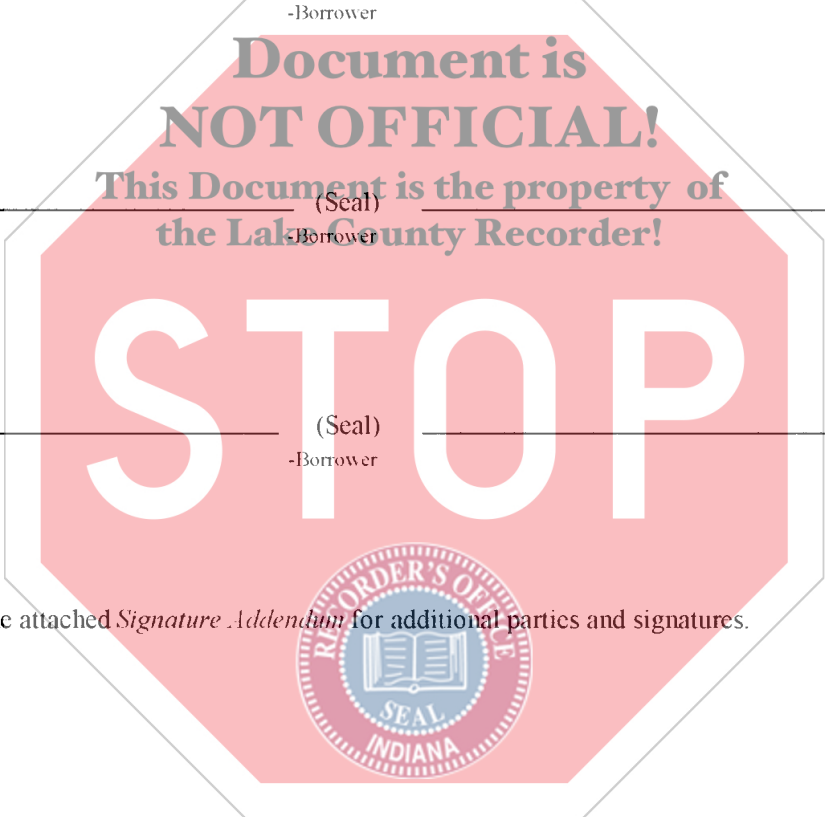 -Borrower
Document is
NOT OFFICIAL!
This Document is the property of
(Seal)
the Lake County Recorder!
-Borrower
STOP
(Seal)
-Borrower
RECORDER'S OFFICE
e attached Signature Addendum for additional parties and signatures.
SEAL
INDIANA